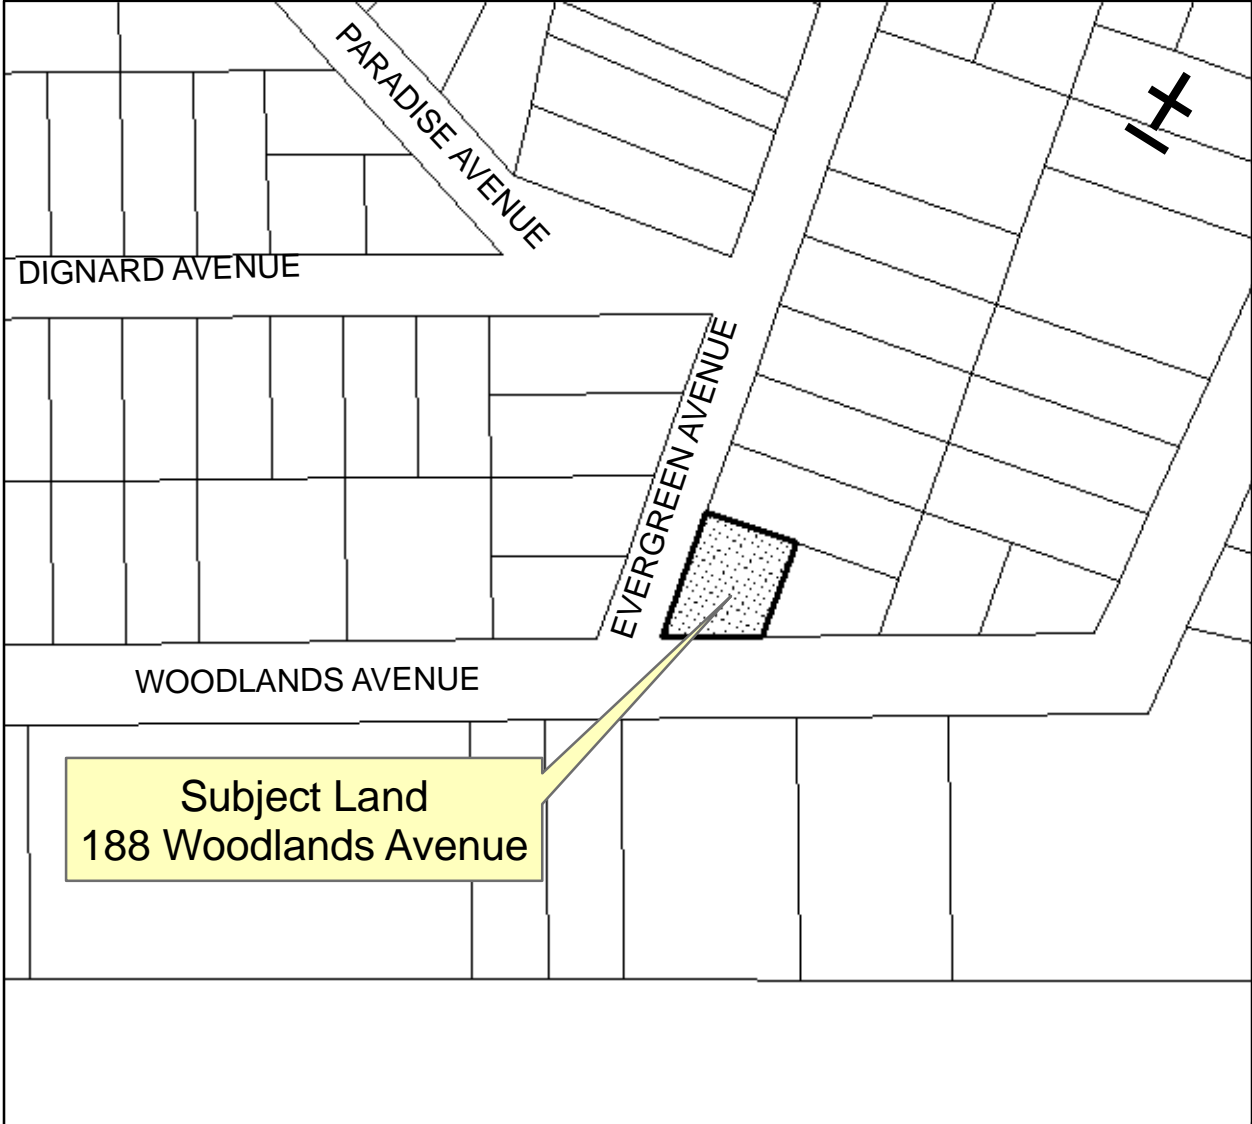 PARADISE AVENUE
DIGNARD AVENUE
EVERGREEN AVENUE
WOODLANDS AVENUE
Subject Land
188 Woodlands Avenue